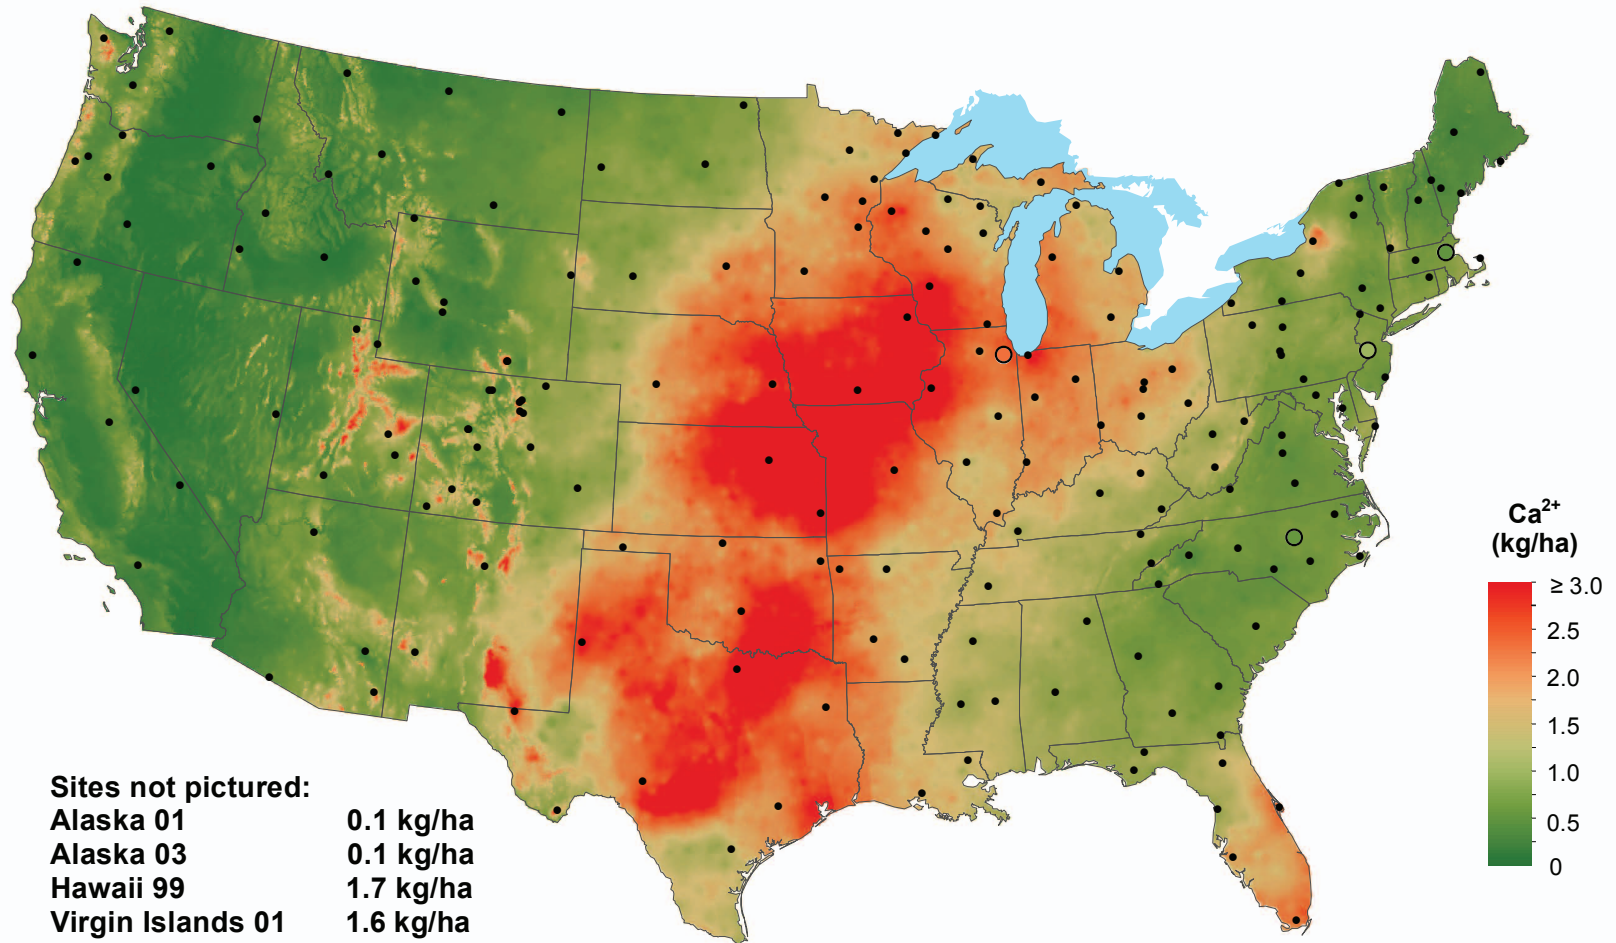 Ca²⁺
(kg/ha)
≥ 3.0
2.5
2.0
1.5
1.0
0.5
0
Sites not pictured:
Alaska 01 0.1 kg/ha
Alaska 03 0.1 kg/ha
Hawaii 99 1.7 kg/ha
Virgin Islands 01 1.6 kg/ha